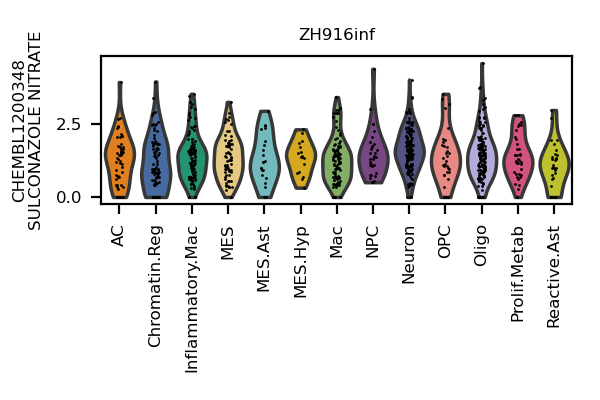 ZH916inf
CHEMBL1200348
SULCONAZOLE NITRATE
2.5
0.0
AC
Chromatin.Reg
Inflammatory.Mac
MES
MES.Ast
MES.Hyp
Mac
NPC
Neuron
OPC
Oligo
Prolif.Metab
Reactive.Ast